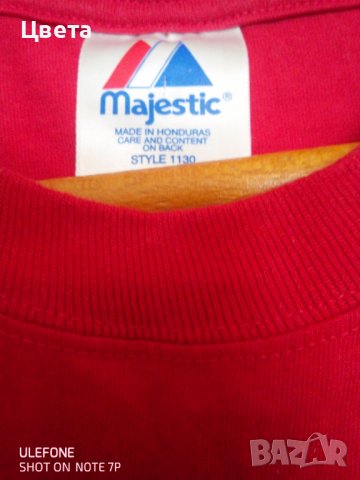 Цвета
Majestic®
MADE IN HONDURAS
CARE AND CONTENT
ON BACK
STYLE 1130
ULEFONE
SHOT ON NOTE 7P
BAZAR